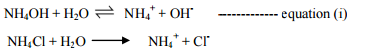 NH₄OH + H₂O ⇌ NH₄⁺ + OH⁻ ------------ equation (i)
NH₄Cl + H₂O ⟶ NH₄⁺ + Cl⁻